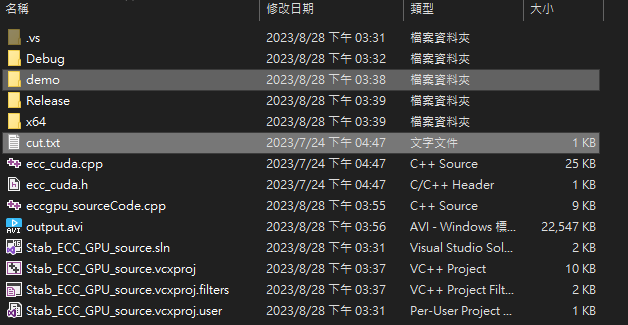 名稱 修改日期 類型 大小
.vs 2023/8/28 下午 03:31 檔案資料夾
Debug 2023/8/28 下午 03:32 檔案資料夾
demo 2023/8/28 下午 03:38 檔案資料夾
Release 2023/8/28 下午 03:39 檔案資料夾
x64 2023/8/28 下午 03:39 檔案資料夾
cut.txt 2023/7/24 下午 04:47 文字文件 1 KB
ecc_cuda.cpp 2023/7/24 下午 04:47 C++ Source 25 KB
ecc_cuda.h 2023/7/24 下午 04:47 C/C++ Header 1 KB
eccgpu_sourceCode.cpp 2023/8/28 下午 03:55 C++ Source 9 KB
AVI output.avi 2023/8/28 下午 03:56 AVI - Windows 檔... 22,547 KB
Stab_ECC_GPU_source.sln 2023/8/28 下午 03:31 Visual Studio Sol... 2 KB
Stab_ECC_GPU_source.vcxproj 2023/8/28 下午 03:37 VC++ Project 10 KB
Stab_ECC_GPU_source.vcxproj.filters 2023/8/28 下午 03:37 VC++ Project Filt... 2 KB
Stab_ECC_GPU_source.vcxproj.user 2023/8/28 下午 03:31 Per-User Project ... 1 KB